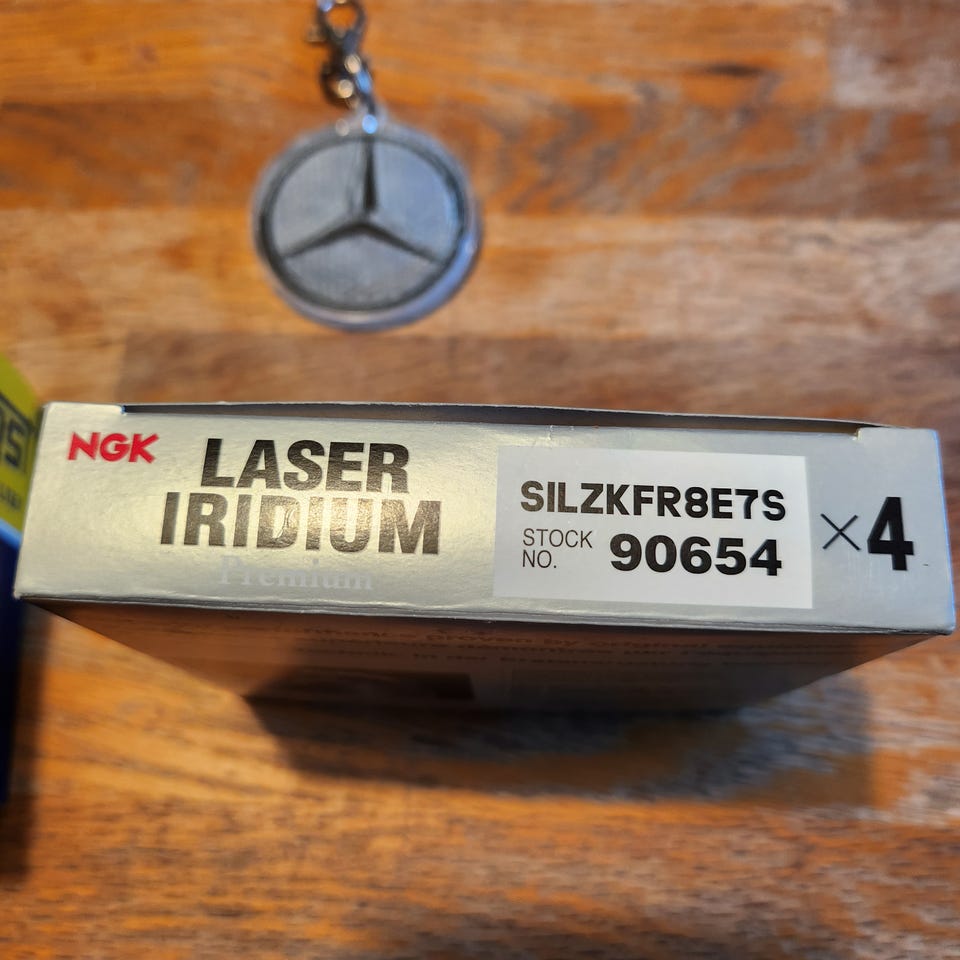 NGK
LASER
IRIDIUM
Premium
SILZKFR8E7S
STOCK
NO. 90654
×4